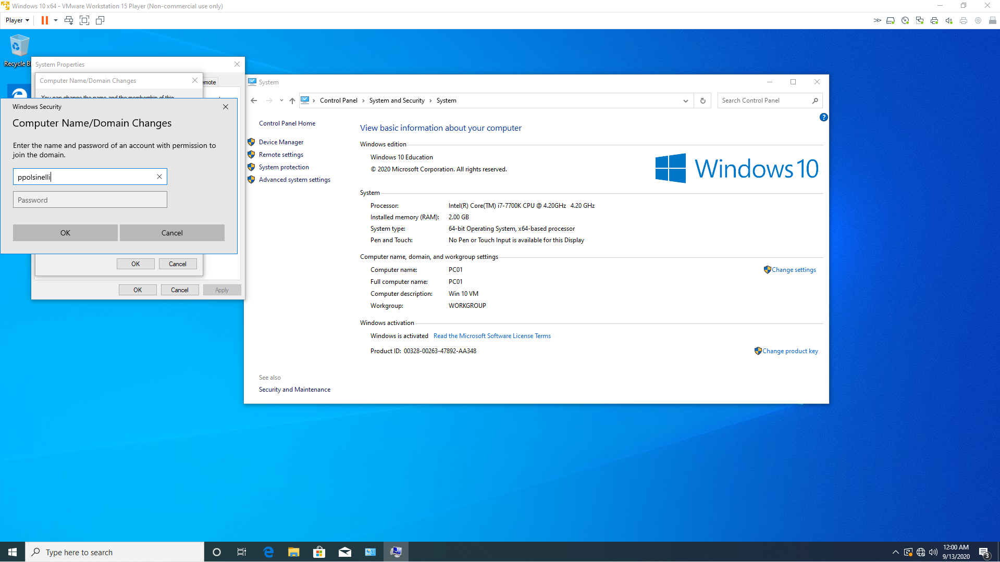 Windows 10 x64 - VMware Workstation 15 Player (Non-commercial use only)
Player
Recycle B
System Properties
Computer Name/Domain Changes
emote
You can change the name and the membership of this
Windows Security
Computer Name/Domain Changes
Enter the name and password of an account with permission to
join the domain.
ppolsinelli
Password
OK Cancel
OK Cancel
OK Cancel Apply
System
Control Panel System and Security System
Search Control Panel
?
Control Panel Home
Device Manager
Remote settings
System protection
Advanced system settings
See also
Security and Maintenance
View basic information about your computer
Windows edition
Windows 10 Education
© 2020 Microsoft Corporation. All rights reserved.
Windows 10
System
Processor: Intel(R) Core(TM) i7-7700K CPU @ 4.20GHz 4.20 GHz
Installed memory (RAM): 2.00 GB
System type: 64-bit Operating System, x64-based processor
Pen and Touch: No Pen or Touch Input is available for this Display
Computer name, domain, and workgroup settings
Computer name: PC01
Change settings
Full computer name: PC01
Computer description: Win 10 VM
Workgroup: WORKGROUP
Windows activation
Windows is activated Read the Microsoft Software License Terms
Product ID: 00328-00263-47892-AA348
Change product key
Type here to search
12:00 AM
9/13/2020
3